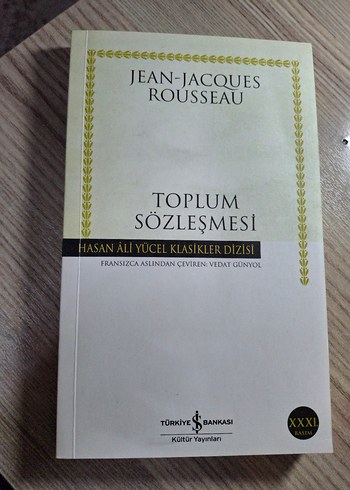 JEAN-JACQUES
ROUSSEAU
TOPLUM
SÖZLEŞMESİ
HASAN ÂLİ YÜCEL KLASİKLER DİZİSİ
FRANSIZCA ASLINDAN ÇEVİREN: VEDAT GÜNYOL
TÜRKİYE İŞ BANKASI
Kültür Yayınları
XXXI.
BASIM